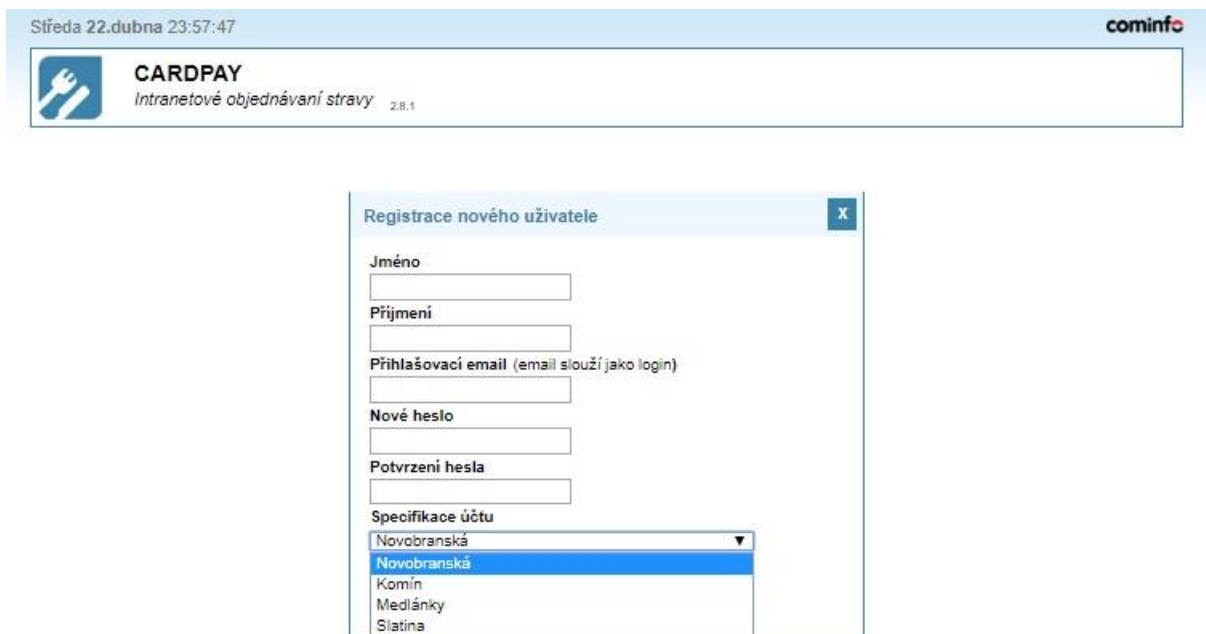 Středa 22.dubna 23:57:47
cominfo
CARDPAY
Intranetové objednávaní stravy 2.8.1
Registrace nového uživatele
X
Jméno
Příjmení
Přihlašovací email (email slouží jako login)
Nové heslo
Potvrzení hesla
Specifikace účtu
Novobranská
Novobranská
Komín
Medlánky
Slatina